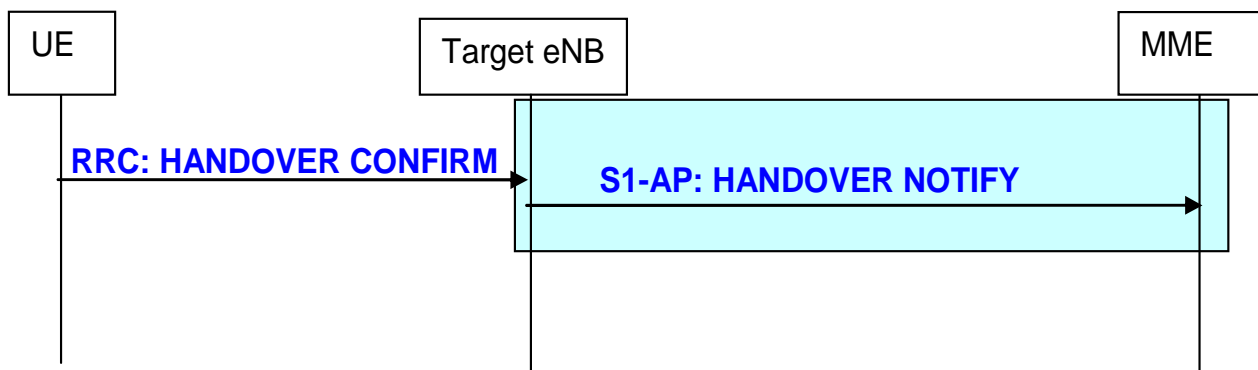 UE
Target eNB
MME
RRC: HANDOVER CONFIRM
S1-AP: HANDOVER NOTIFY